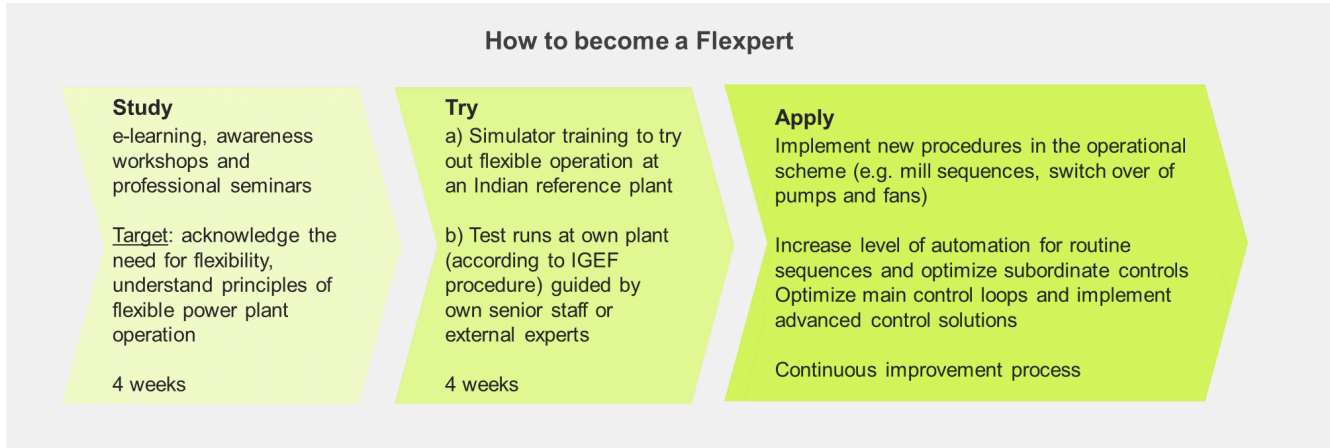 How to become a Flexpert
Study
e-learning, awareness
workshops and
professional seminars
Target: acknowledge the
need for flexibility,
understand principles of
flexible power plant
operation
4 weeks
Try
a) Simulator training to try
out flexible operation at
an Indian reference plant
b) Test runs at own plant
(according to IGEF
procedure) guided by
own senior staff or
external experts
4 weeks
Apply
Implement new procedures in the operational
scheme (e.g. mill sequences, switch over of
pumps and fans)
Increase level of automation for routine
sequences and optimize subordinate controls
Optimize main control loops and implement
advanced control solutions
Continuous improvement process